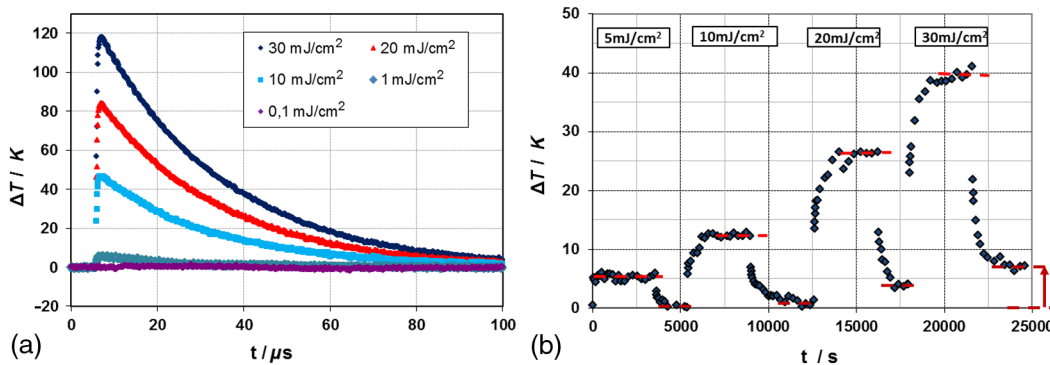 120
100
80
60
40
20
0
−20
ΔT / K
30 mJ/cm²
20 mJ/cm²
10 mJ/cm²
1 mJ/cm²
0,1 mJ/cm²
0 20 40 60 80 100
t / µs
(a)
50
40
30
20
10
0
ΔT / K
5mJ/cm² 10mJ/cm² 20mJ/cm² 30mJ/cm²
0 5000 10000 15000 20000 25000
t / s
(b)